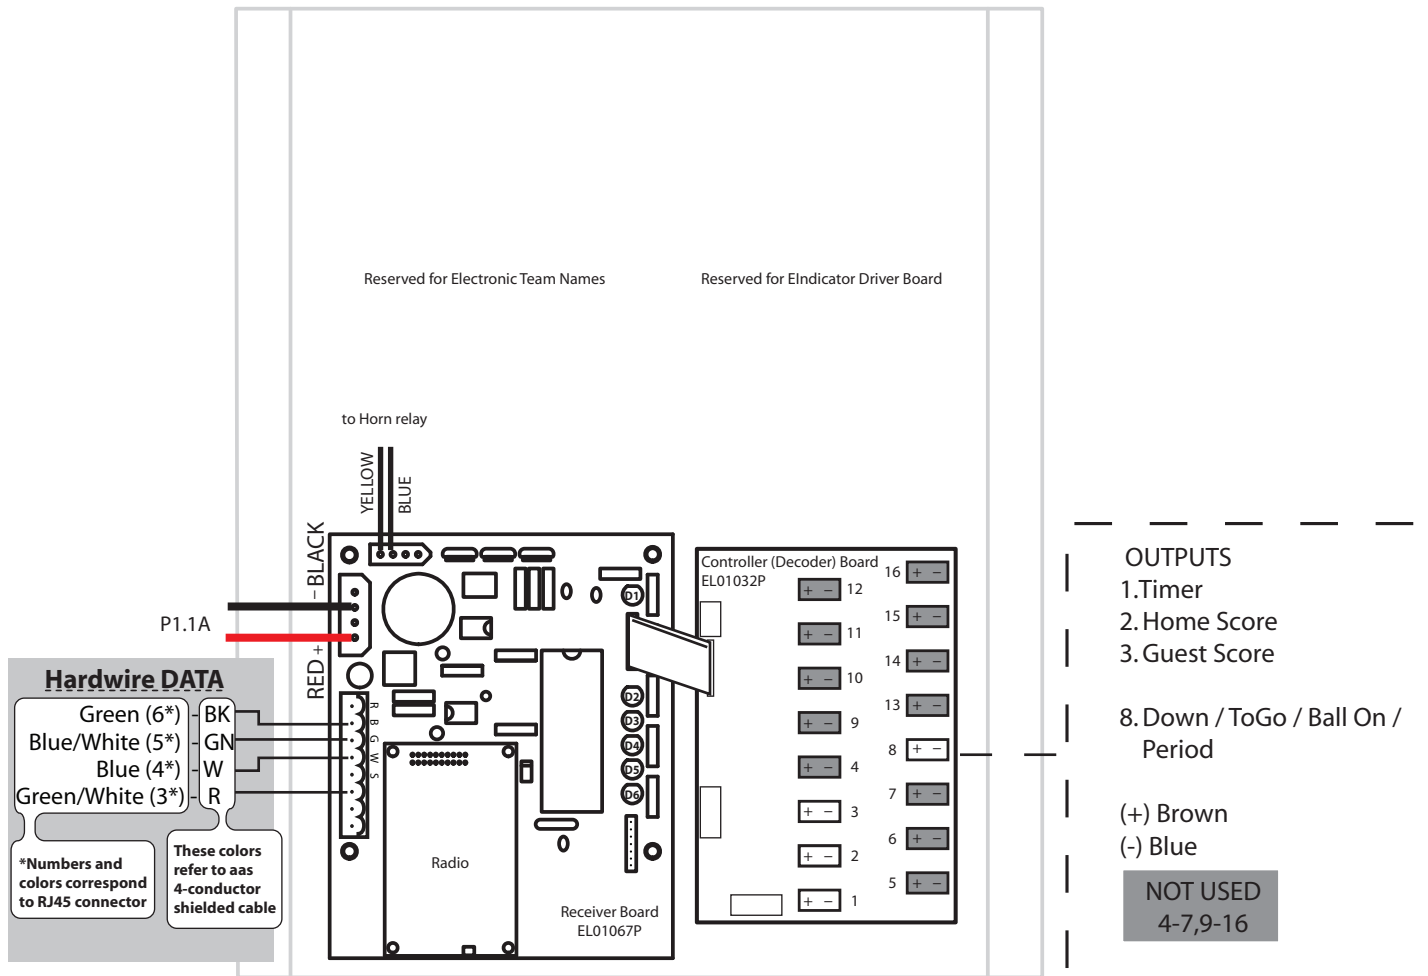 Reserved for Electronic Team Names
Reserved for EIndicator Driver Board
to Horn relay
YELLOW
BLUE
RED + – BLACK
P1.1A
Hardwire DATA
Green (6*) - BK
Blue/White (5*) - GN
Blue (4*) - W
Green/White (3*) - R
*Numbers and
colors correspond
to RJ45 connector
These colors
refer to aas
4-conductor
shielded cable
R
B
G
W
S
D1
D2
D3
D4
D5
D6
Radio
Receiver Board
EL01067P
Controller (Decoder) Board
EL01032P
+ – 12
+ – 11
+ – 10
+ – 9
+ – 4
+ – 3
+ – 2
+ – 1
16 + –
15 + –
14 + –
13 + –
8 + –
7 + –
6 + –
5 + –
OUTPUTS
1.Timer
2. Home Score
3. Guest Score
8. Down / ToGo / Ball On /
Period
(+) Brown
(-) Blue
NOT USED
4-7,9-16